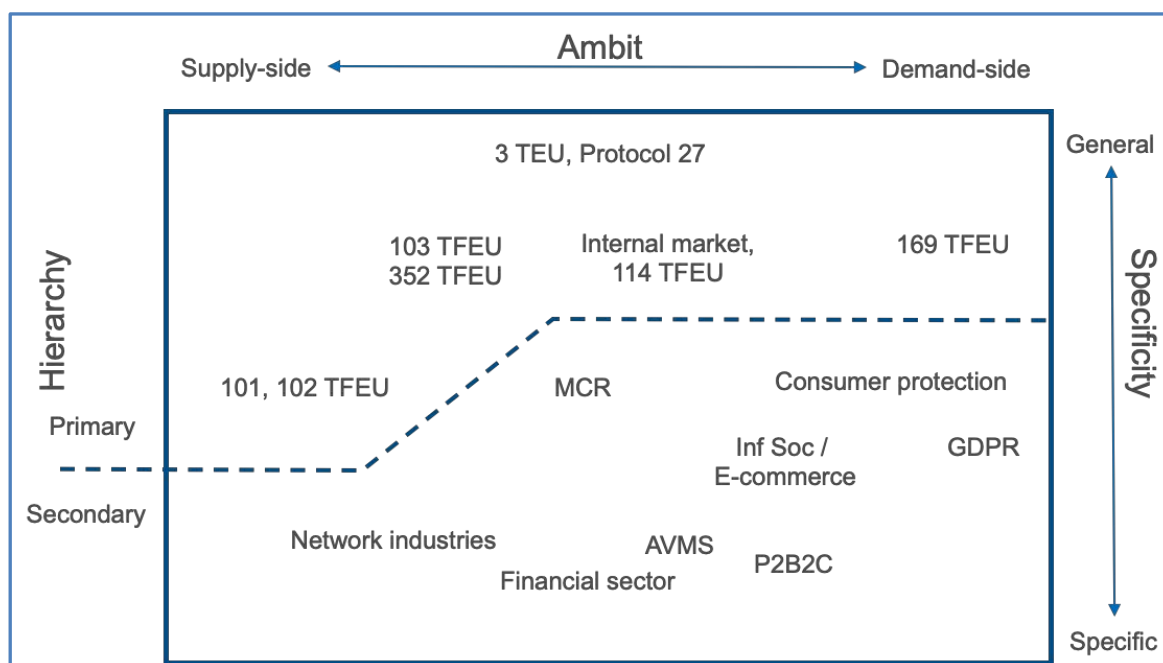 Ambit
Supply-side
Demand-side
General
3 TEU, Protocol 27
103 TFEU
352 TFEU
Internal market,
114 TFEU
169 TFEU
Hierarchy
Specificity
101, 102 TFEU
MCR
Consumer protection
Primary
Inf Soc /
E-commerce
GDPR
Secondary
Network industries
AVMS
P2B2C
Financial sector
Specific